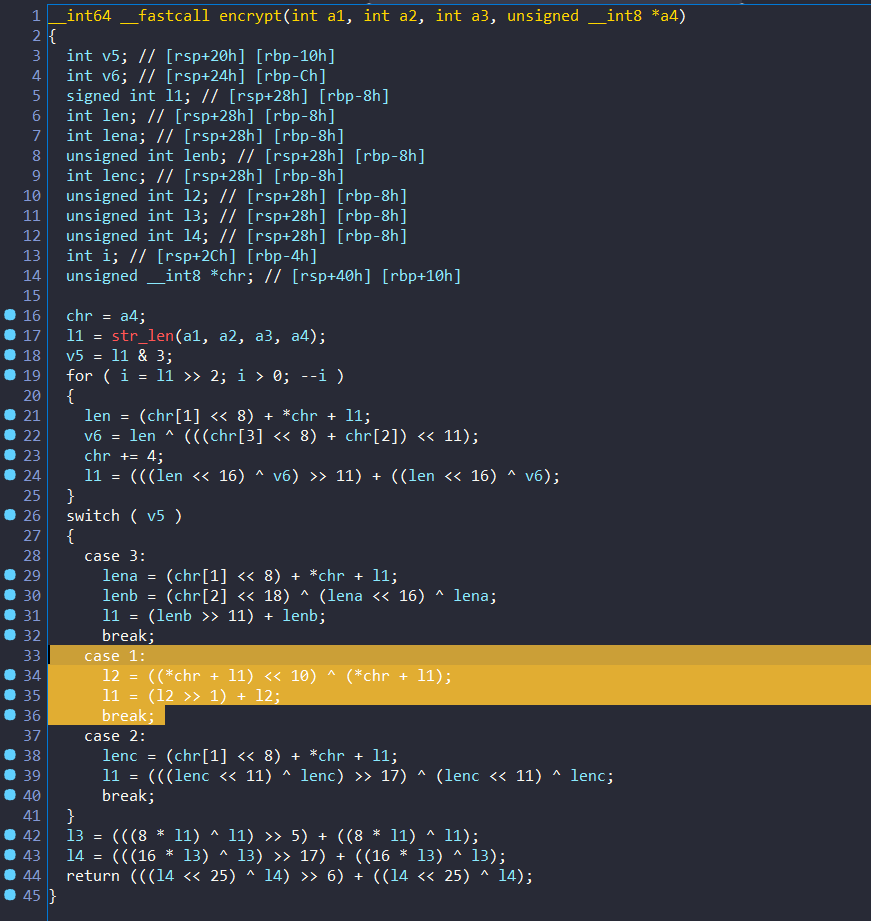 1 __int64 __fastcall encrypt(int a1, int a2, int a3, unsigned __int8 *a4)
2 {
3   int v5; // [rsp+20h] [rbp-10h]
4   int v6; // [rsp+24h] [rbp-Ch]
5   signed int l1; // [rsp+28h] [rbp-8h]
6   int len; // [rsp+28h] [rbp-8h]
7   int lena; // [rsp+28h] [rbp-8h]
8   unsigned int lenb; // [rsp+28h] [rbp-8h]
9   int lenc; // [rsp+28h] [rbp-8h]
10   unsigned int l2; // [rsp+28h] [rbp-8h]
11   unsigned int l3; // [rsp+28h] [rbp-8h]
12   unsigned int l4; // [rsp+28h] [rbp-8h]
13   int i; // [rsp+2Ch] [rbp-4h]
14   unsigned __int8 *chr; // [rsp+40h] [rbp+10h]
15
16   chr = a4;
17   l1 = str_len(a1, a2, a3, a4);
18   v5 = l1 & 3;
19   for ( i = l1 >> 2; i > 0; --i )
20   {
21     len = (chr[1] << 8) + *chr + l1;
22     v6 = len ^ (((chr[3] << 8) + chr[2]) << 11);
23     chr += 4;
24     l1 = (((len << 16) ^ v6) >> 11) + ((len << 16) ^ v6);
25   }
26   switch ( v5 )
27   {
28     case 3:
29       lena = (chr[1] << 8) + *chr + l1;
30       lenb = (chr[2] << 18) ^ (lena << 16) ^ lena;
31       l1 = (lenb >> 11) + lenb;
32       break;
33     case 1:
34       l2 = ((*chr + l1) << 10) ^ (*chr + l1);
35       l1 = (l2 >> 1) + l2;
36       break;
37     case 2:
38       lenc = (chr[1] << 8) + *chr + l1;
39       l1 = (((lenc << 11) ^ lenc) >> 17) ^ (lenc << 11) ^ lenc;
40       break;
41   }
42   l3 = (((8 * l1) ^ l1) >> 5) + ((8 * l1) ^ l1);
43   l4 = (((16 * l3) ^ l3) >> 17) + ((16 * l3) ^ l3);
44   return (((l4 << 25) ^ l4) >> 6) + ((l4 << 25) ^ l4);
45 }